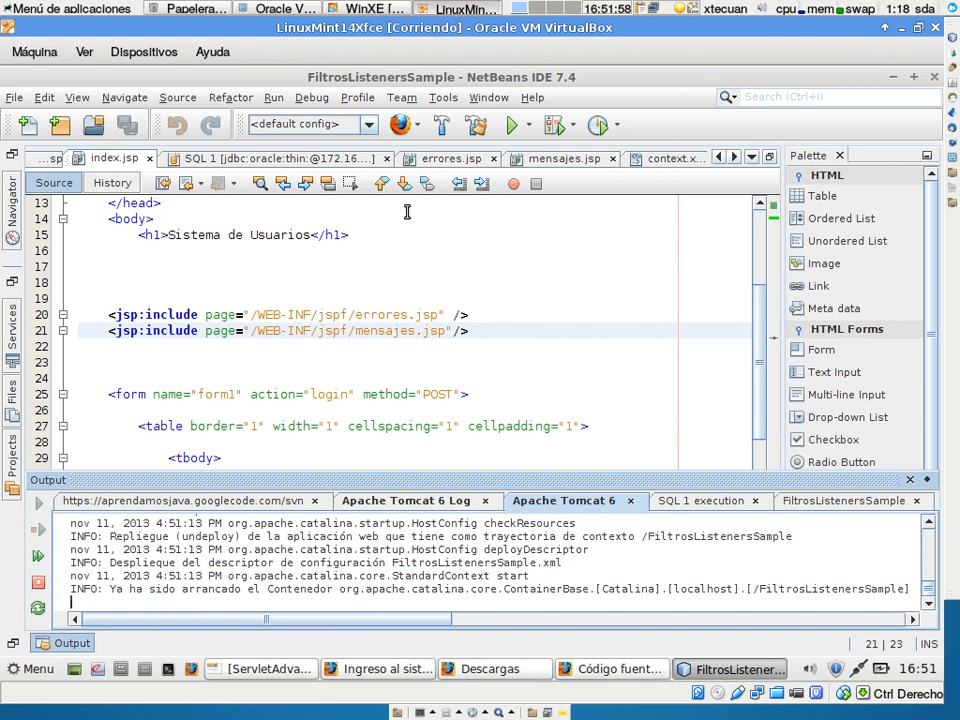 Menú de aplicaciones Papelera... Oracle V... WinXE [... LinuxMin... 16:51:58 xtecuan cpu mem swap 1:18 sda
LinuxMint14Xfce [Corriendo] - Oracle VM VirtualBox
Máquina Ver Dispositivos Ayuda
FiltrosListenersSample - NetBeans IDE 7.4
File Edit View Navigate Source Refactor Run Debug Profile Team Tools Window Help Search (Ctrl+I)
<default config>
...sp index.jsp SQL 1 [jdbc:oracle:thin:@172.16.... errores.jsp mensajes.jsp context.x... Palette
Source History HTML
Table
13 </head>
14 <body> Ordered List
15 <h1>Sistema de Usuarios</h1> Unordered List
16
17 Image
18 Link
19
20 <jsp:include page="/WEB-INF/jspf/errores.jsp" /> Meta data
21 <jsp:include page="/WEB-INF/jspf/mensajes.jsp"/> HTML Forms
22 Form
23 Text Input
24
25 <form name="form1" action="login" method="POST"> Multi-line Input
26 Drop-down List
27 <table border="1" width="1" cellspacing="1" cellpadding="1">
28 Checkbox
29 <tbody> Radio Button
Navigator
Services
Files
Projects
Output
https://aprendamosjava.googlecode.com/svn Apache Tomcat 6 Log Apache Tomcat 6 SQL 1 execution FiltrosListenersSample
nov 11, 2013 4:51:13 PM org.apache.catalina.startup.HostConfig checkResources
INFO: Repliegue (undeploy) de la aplicación web que tiene como trayectoria de contexto /FiltrosListenersSample
nov 11, 2013 4:51:13 PM org.apache.catalina.startup.HostConfig deployDescriptor
INFO: Despliegue del descriptor de configuración FiltrosListenersSample.xml
nov 11, 2013 4:51:13 PM org.apache.catalina.core.StandardContext start
INFO: Ya ha sido arrancado el Contenedor org.apache.catalina.core.ContainerBase.[Catalina].[localhost].[/FiltrosListenersSample]
Output 21 | 23 INS
Menu [ServletAdva... Ingreso al sist... Descargas Código fuent... FiltrosListener... 16:51
Ctrl Derecho